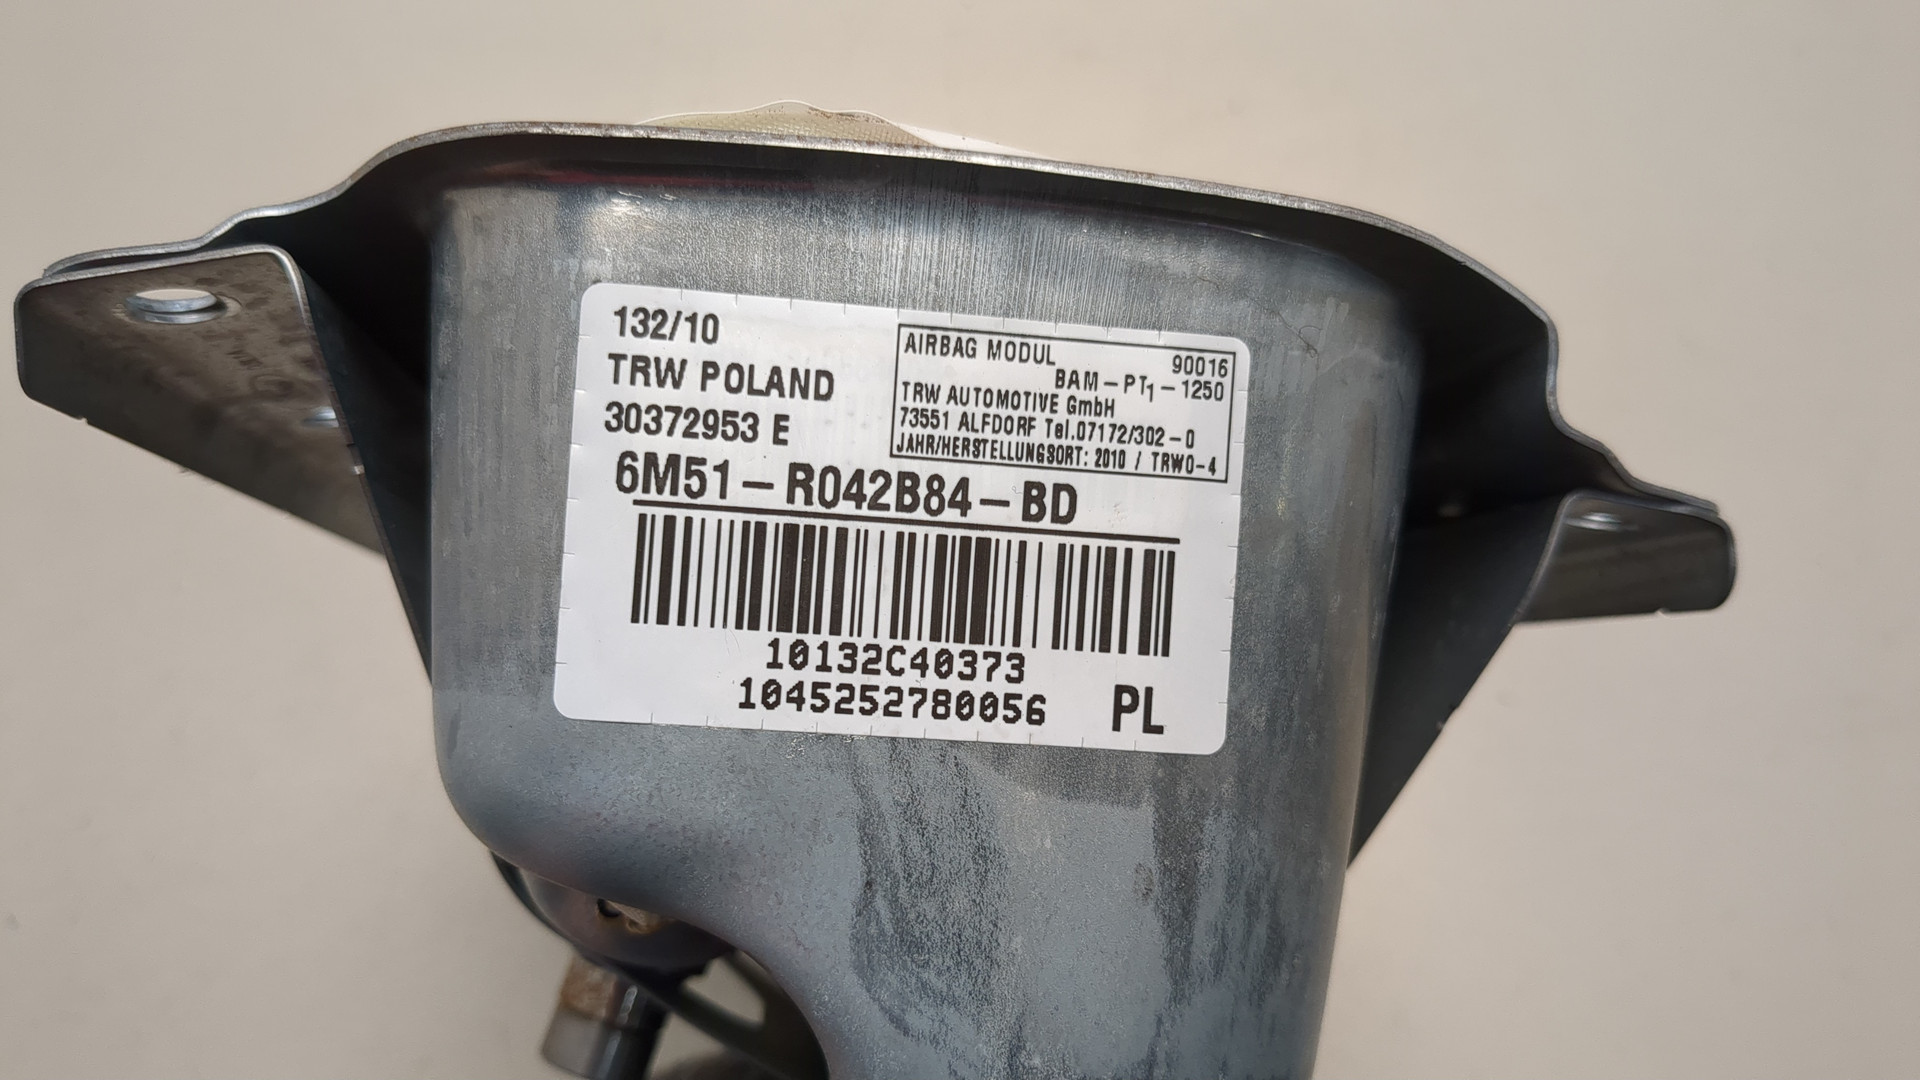 132/10
TRW POLAND
30372953 E
AIRBAG MODUL 90016
BAM-PT1-1250
TRW AUTOMOTIVE GmbH
73551 ALFDORF Tel.07172/302-0
JAHR/HERSTELLUNGSORT: 2010 / TRW0-4
6M51-R042B84-BD
10132C40373
1045252780056 PL